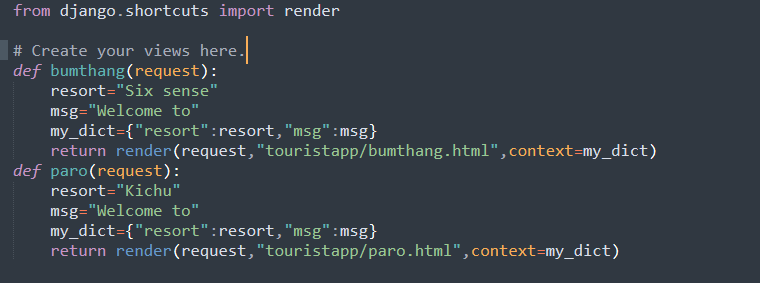 from django.shortcuts import render
# Create your views here.
def bumthang(request):
    resort="Six sense"
    msg="Welcome to"
    my_dict={"resort":resort,"msg":msg}
    return render(request,"touristapp/bumthang.html",context=my_dict)
def paro(request):
    resort="Kichu"
    msg="Welcome to"
    my_dict={"resort":resort,"msg":msg}
    return render(request,"touristapp/paro.html",context=my_dict)